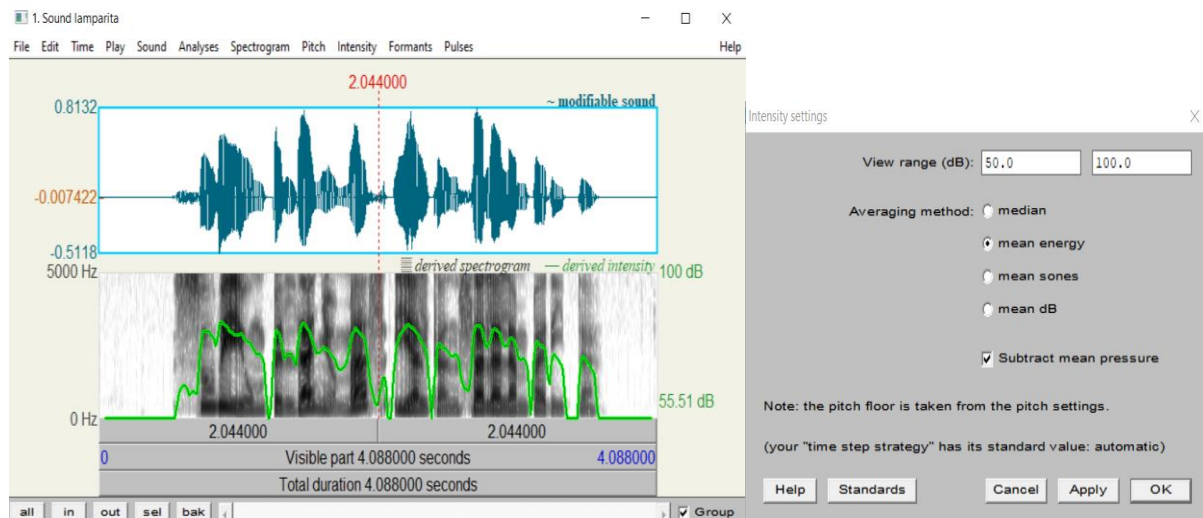 1. Sound lamparita
File Edit Time Play Sound Analyses Spectrogram Pitch Intensity Formants Pulses Help
2.044000
0.8132
~ modifiable sound
-0.007422
-0.5118
5000 Hz
derived spectrogram — derived intensity
100 dB
55.51 dB
0 Hz
2.044000 2.044000
0 Visible part 4.088000 seconds 4.088000
Total duration 4.088000 seconds
all in out sel bak Group
Intensity settings
View range (dB): 50.0 100.0
Averaging method: median
mean energy
mean sones
mean dB
Subtract mean pressure
Note: the pitch floor is taken from the pitch settings.
(your "time step strategy" has its standard value: automatic)
Help Standards Cancel Apply OK